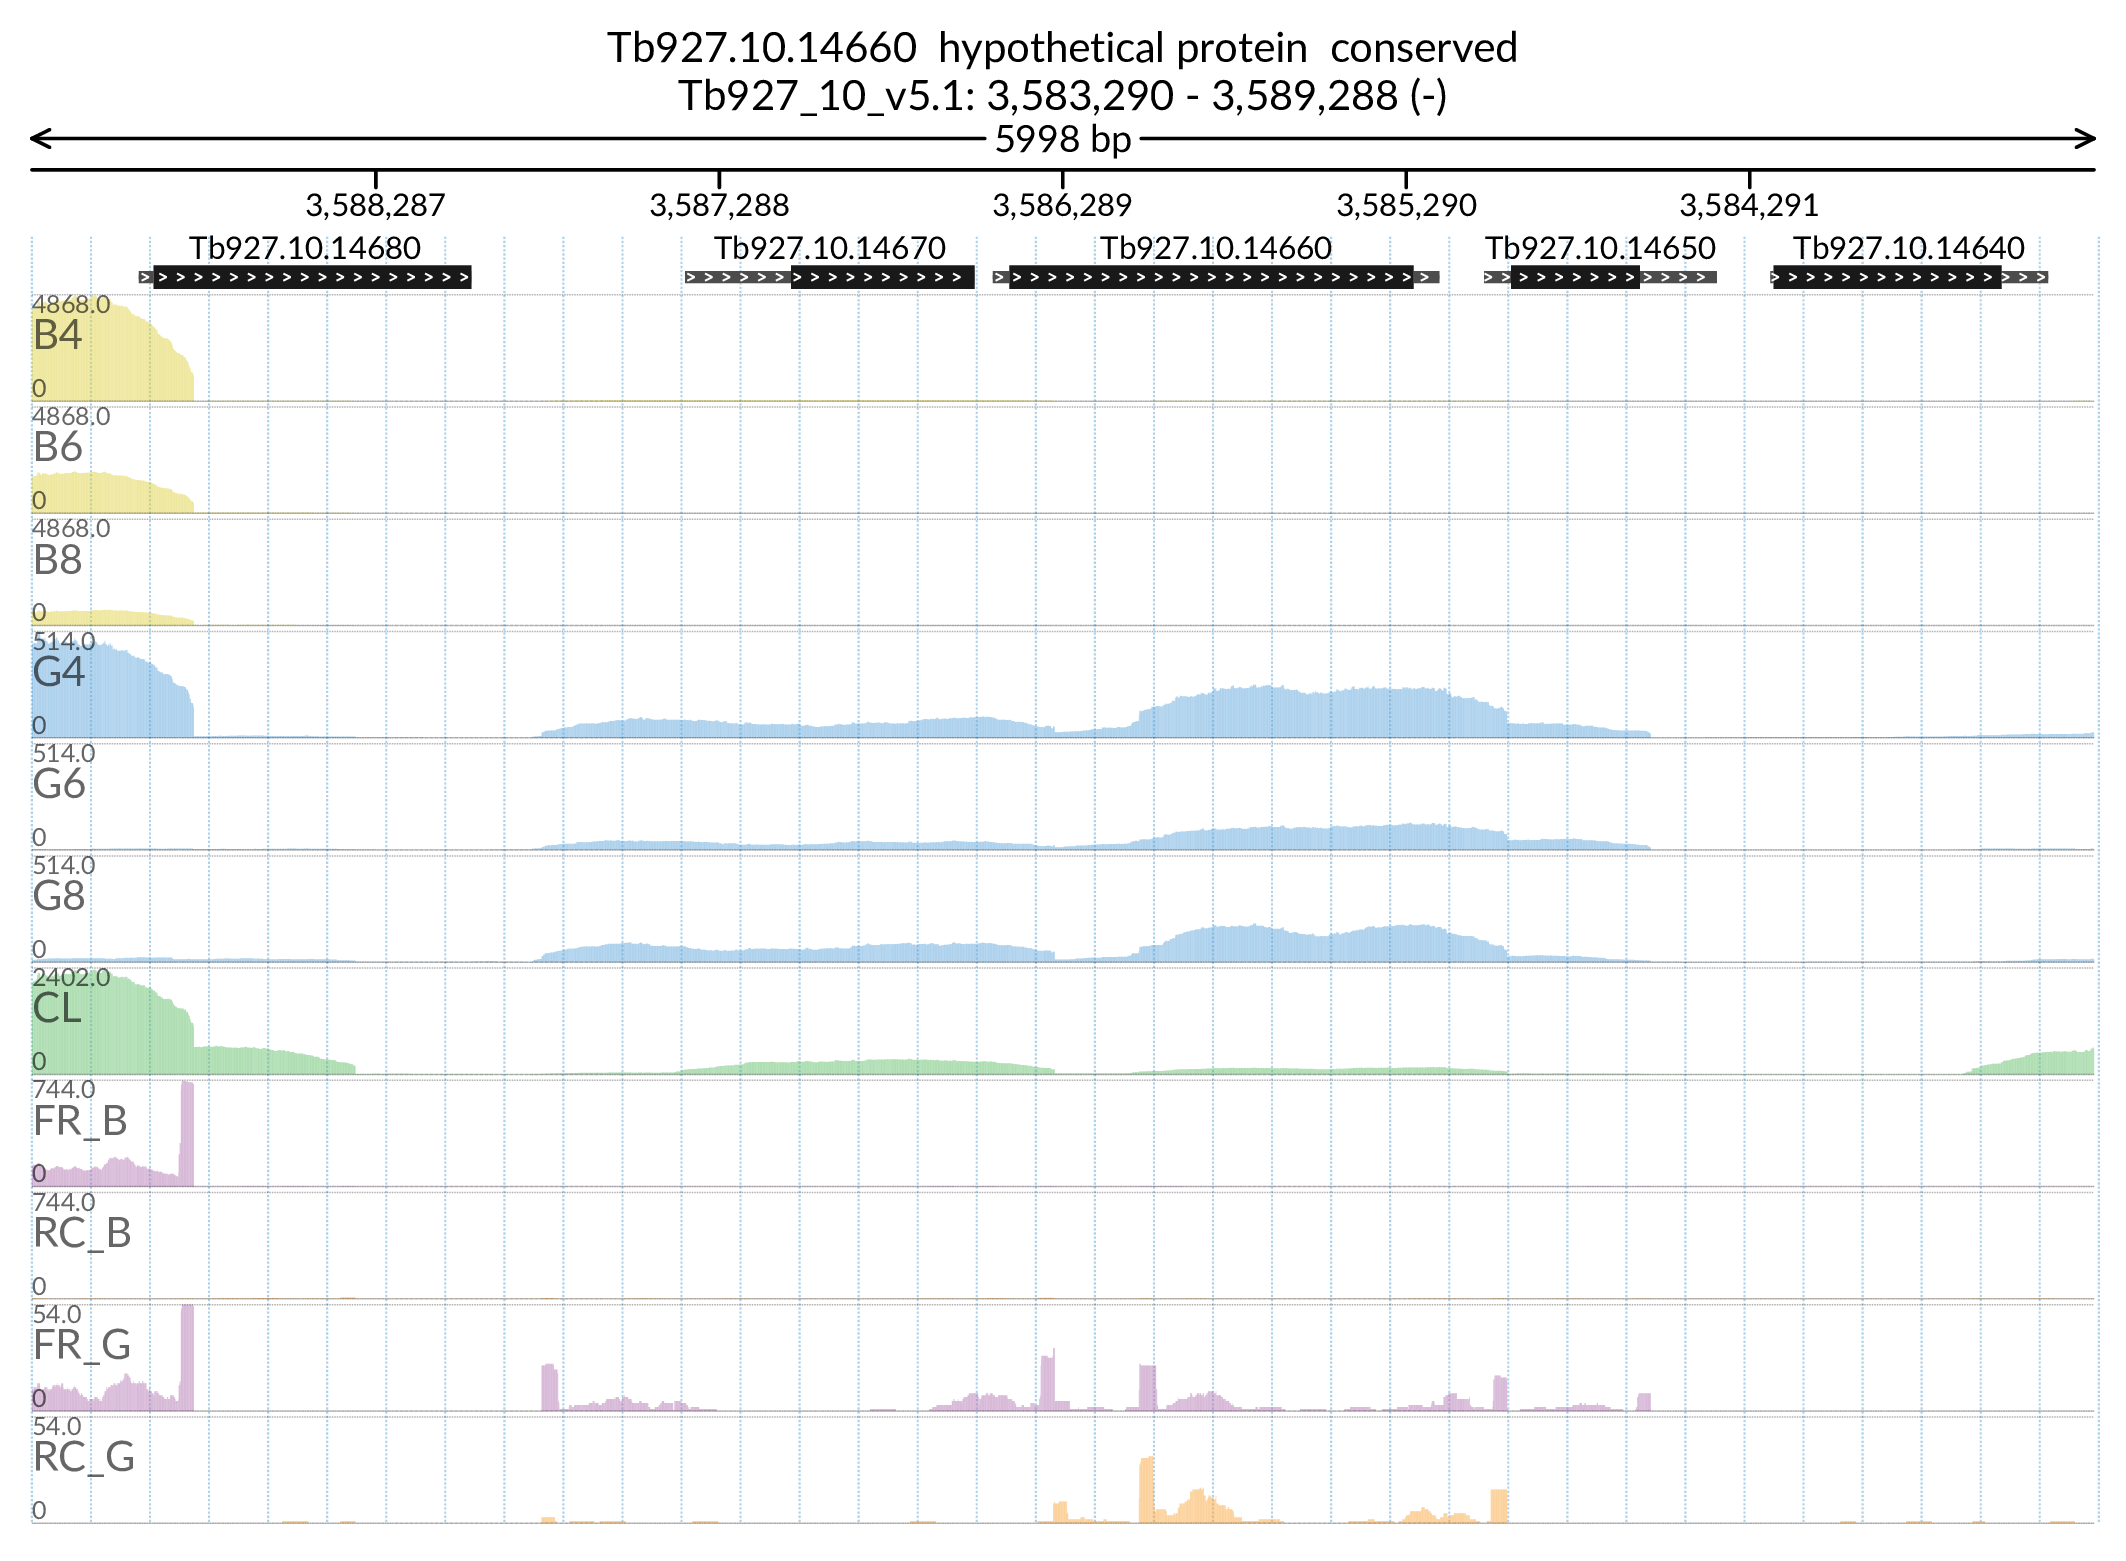 Tb927.10.14660 hypothetical protein conserved
Tb927_10_v5.1: 3,583,290 - 3,589,288 (-)
5998 bp
3,588,287 3,587,288 3,586,289 3,585,290 3,584,291
Tb927.10.14680 Tb927.10.14670 Tb927.10.14660 Tb927.10.14650 Tb927.10.14640
4868.0
B4
0
4868.0
B6
0
4868.0
B8
0
514.0
G4
0
514.0
G6
0
514.0
G8
0
2402.0
CL
0
744.0
FR_B
0
744.0
RC_B
0
54.0
FR_G
0
54.0
RC_G
0